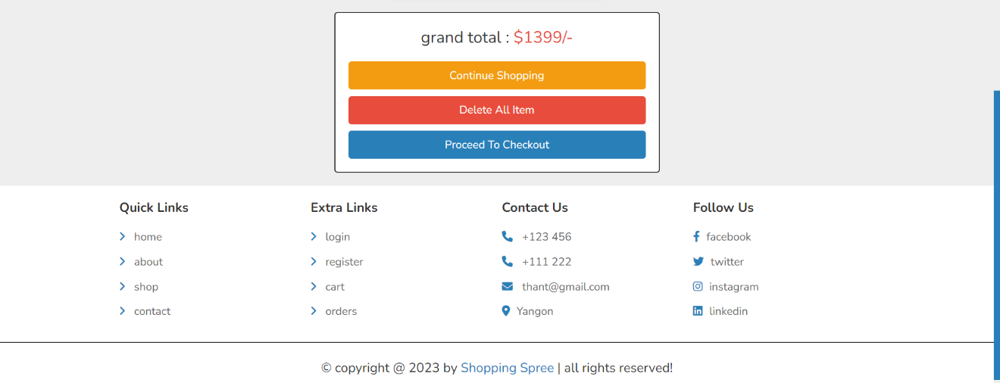 grand total : $1399/-
Continue Shopping
Delete All Item
Proceed To Checkout
Quick Links
home
about
shop
contact
Extra Links
login
register
cart
orders
Contact Us
+123 456
+111 222
thant@gmail.com
Yangon
Follow Us
facebook
twitter
instagram
linkedin
© copyright @ 2023 by Shopping Spree | all rights reserved!